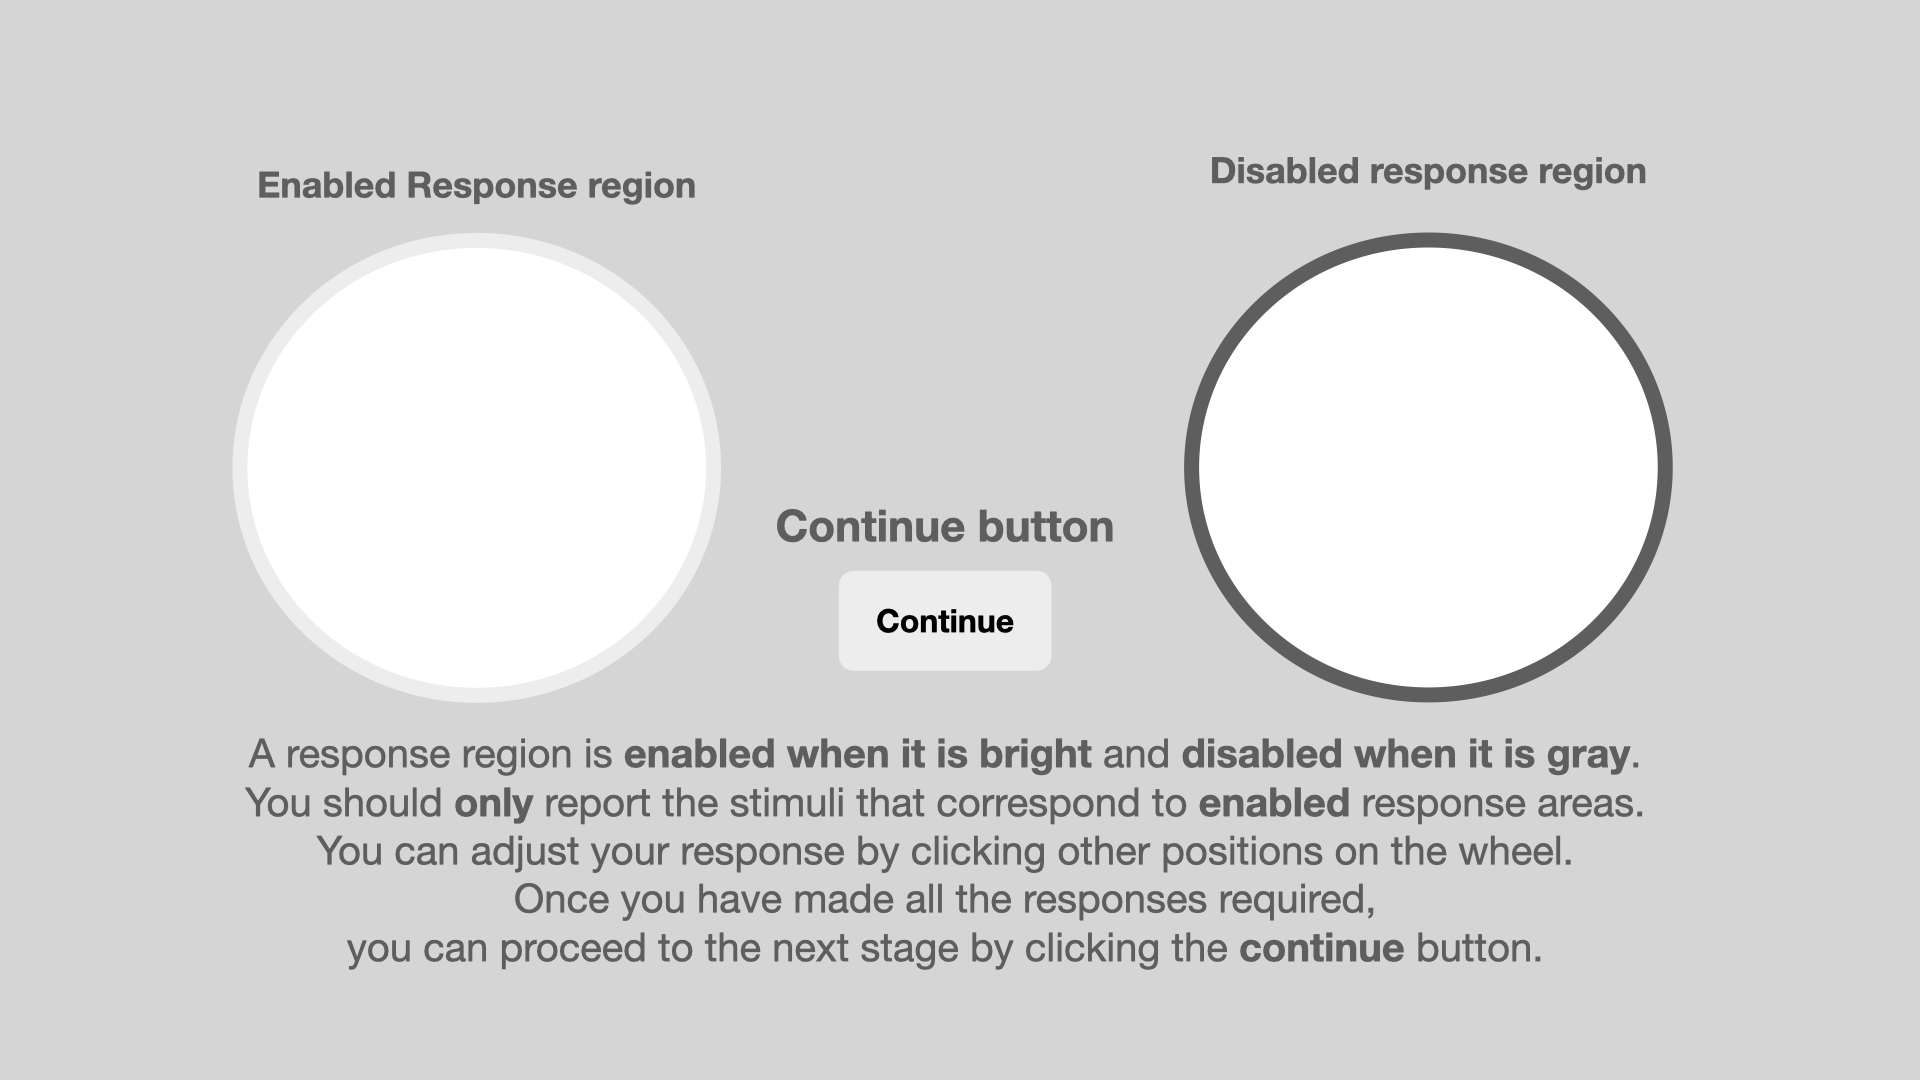 Enabled Response region
Disabled response region
Continue button
Continue
A response region is enabled when it is bright and disabled when it is gray.
You should only report the stimuli that correspond to enabled response areas.
You can adjust your response by clicking other positions on the wheel.
Once you have made all the responses required,
you can proceed to the next stage by clicking the continue button.